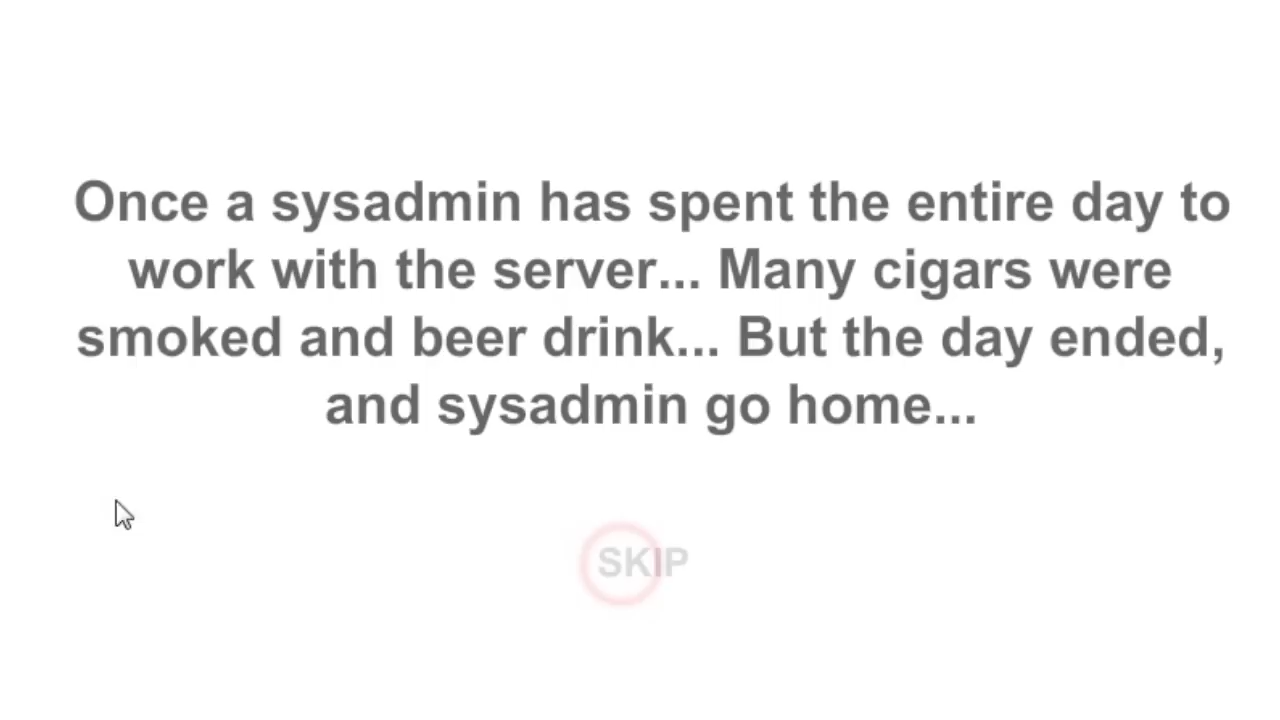 Once a sysadmin has spent the entire day to
work with the server... Many cigars were
smoked and beer drink... But the day ended,
and sysadmin go home...
SKIP